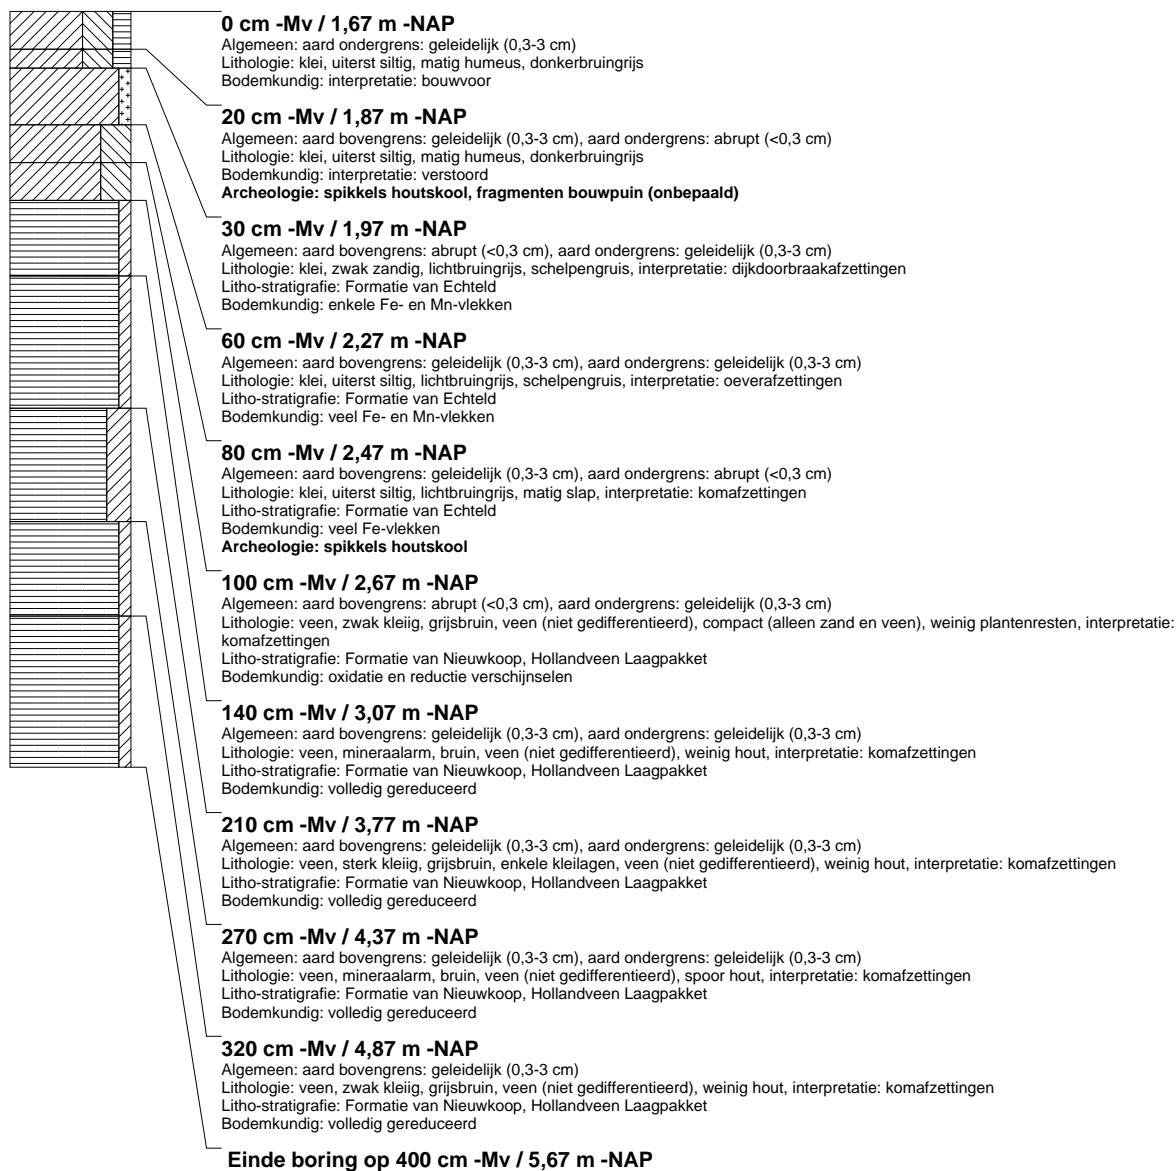 0 cm -Mv / 1,67 m -NAP
Algemeen: aard ondergrens: geleidelijk (0,3-3 cm)
Lithologie: klei, uiterst siltig, matig humeus, donkerbruingrijs
Bodemkundig: interpretatie: bouwvoor
20 cm -Mv / 1,87 m -NAP
Algemeen: aard bovengrens: geleidelijk (0,3-3 cm), aard ondergrens: abrupt (<0,3 cm)
Lithologie: klei, uiterst siltig, matig humeus, donkerbruingrijs
Bodemkundig: interpretatie: verstoord
Archeologie: spikkels houtskool, fragmenten bouwpuin (onbepaald)
30 cm -Mv / 1,97 m -NAP
Algemeen: aard bovengrens: abrupt (<0,3 cm), aard ondergrens: geleidelijk (0,3-3 cm)
Lithologie: klei, zwak zandig, lichtbruingrijs, schelpengruis, interpretatie: dijkdoorbraakafzettingen
Litho-stratigrafie: Formatie van Echteld
Bodemkundig: enkele Fe- en Mn-vlekken
60 cm -Mv / 2,27 m -NAP
Algemeen: aard bovengrens: geleidelijk (0,3-3 cm), aard ondergrens: geleidelijk (0,3-3 cm)
Lithologie: klei, uiterst siltig, lichtbruingrijs, schelpengruis, interpretatie: oeverafzettingen
Litho-stratigrafie: Formatie van Echteld
Bodemkundig: veel Fe- en Mn-vlekken
80 cm -Mv / 2,47 m -NAP
Algemeen: aard bovengrens: geleidelijk (0,3-3 cm), aard ondergrens: abrupt (<0,3 cm)
Lithologie: klei, uiterst siltig, lichtbruingrijs, matig slap, interpretatie: komafzettingen
Litho-stratigrafie: Formatie van Echteld
Bodemkundig: veel Fe-vlekken
Archeologie: spikkels houtskool
100 cm -Mv / 2,67 m -NAP
Algemeen: aard bovengrens: abrupt (<0,3 cm), aard ondergrens: geleidelijk (0,3-3 cm)
Lithologie: veen, zwak kleiig, grijsbruin, veen (niet gedifferentieerd), compact (alleen zand en veen), weinig plantenresten, interpretatie:
komafzettingen
Litho-stratigrafie: Formatie van Nieuwkoop, Hollandveen Laagpakket
Bodemkundig: oxidatie en reductie verschijnselen
140 cm -Mv / 3,07 m -NAP
Algemeen: aard bovengrens: geleidelijk (0,3-3 cm), aard ondergrens: geleidelijk (0,3-3 cm)
Lithologie: veen, mineraalarm, bruin, veen (niet gedifferentieerd), weinig hout, interpretatie: komafzettingen
Litho-stratigrafie: Formatie van Nieuwkoop, Hollandveen Laagpakket
Bodemkundig: volledig gereduceerd
210 cm -Mv / 3,77 m -NAP
Algemeen: aard bovengrens: geleidelijk (0,3-3 cm), aard ondergrens: geleidelijk (0,3-3 cm)
Lithologie: veen, sterk kleiig, grijsbruin, enkele kleilagen, veen (niet gedifferentieerd), weinig hout, interpretatie: komafzettingen
Litho-stratigrafie: Formatie van Nieuwkoop, Hollandveen Laagpakket
Bodemkundig: volledig gereduceerd
270 cm -Mv / 4,37 m -NAP
Algemeen: aard bovengrens: geleidelijk (0,3-3 cm), aard ondergrens: geleidelijk (0,3-3 cm)
Lithologie: veen, mineraalarm, bruin, veen (niet gedifferentieerd), spoor hout, interpretatie: komafzettingen
Litho-stratigrafie: Formatie van Nieuwkoop, Hollandveen Laagpakket
Bodemkundig: volledig gereduceerd
320 cm -Mv / 4,87 m -NAP
Algemeen: aard bovengrens: geleidelijk (0,3-3 cm)
Lithologie: veen, zwak kleiig, grijsbruin, veen (niet gedifferentieerd), weinig hout, interpretatie: komafzettingen
Litho-stratigrafie: Formatie van Nieuwkoop, Hollandveen Laagpakket
Bodemkundig: volledig gereduceerd
Einde boring op 400 cm -Mv / 5,67 m -NAP